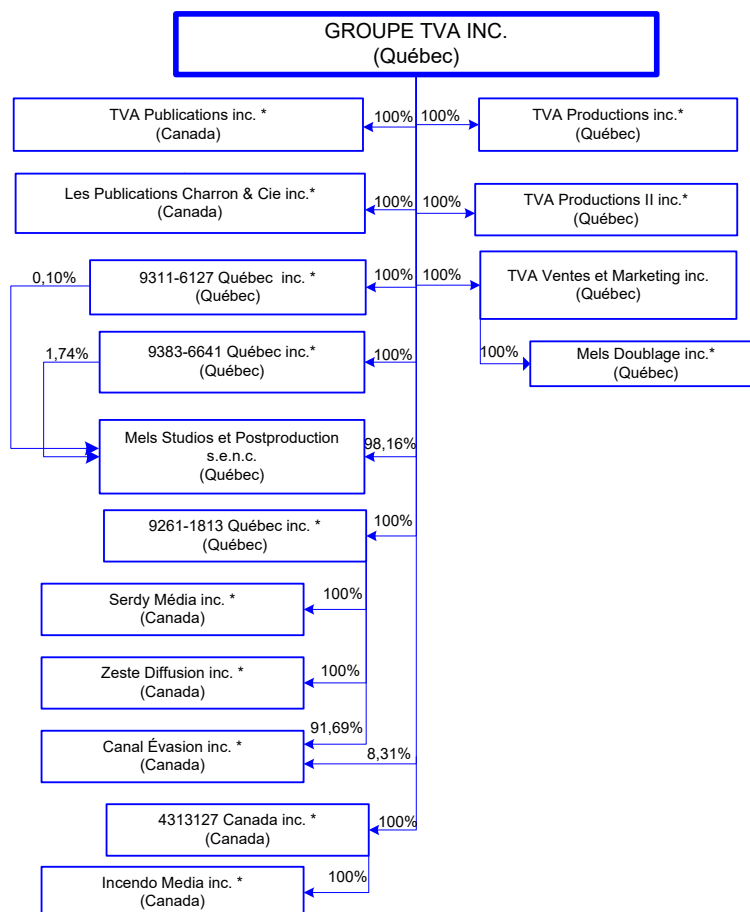 GROUPE TVA INC.
(Québec)
TVA Publications inc. *
(Canada)
100%
100%
TVA Productions inc.*
(Québec)
Les Publications Charron & Cie inc.*
(Canada)
100%
100%
TVA Productions II inc.*
(Québec)
0,10%
9311-6127 Québec inc. *
(Québec)
100%
100%
TVA Ventes et Marketing inc.
(Québec)
1,74%
9383-6641 Québec inc.*
(Québec)
100%
100%
Mels Doublage inc.*
(Québec)
Mels Studios et Postproduction
s.e.n.c.
(Québec)
98,16%
9261-1813 Québec inc. *
(Québec)
100%
Serdy Média inc. *
(Canada)
100%
Zeste Diffusion inc. *
(Canada)
100%
91,69%
Canal Évasion inc. *
(Canada)
8,31%
4313127 Canada inc. *
(Canada)
100%
Incendo Media inc. *
(Canada)
100%